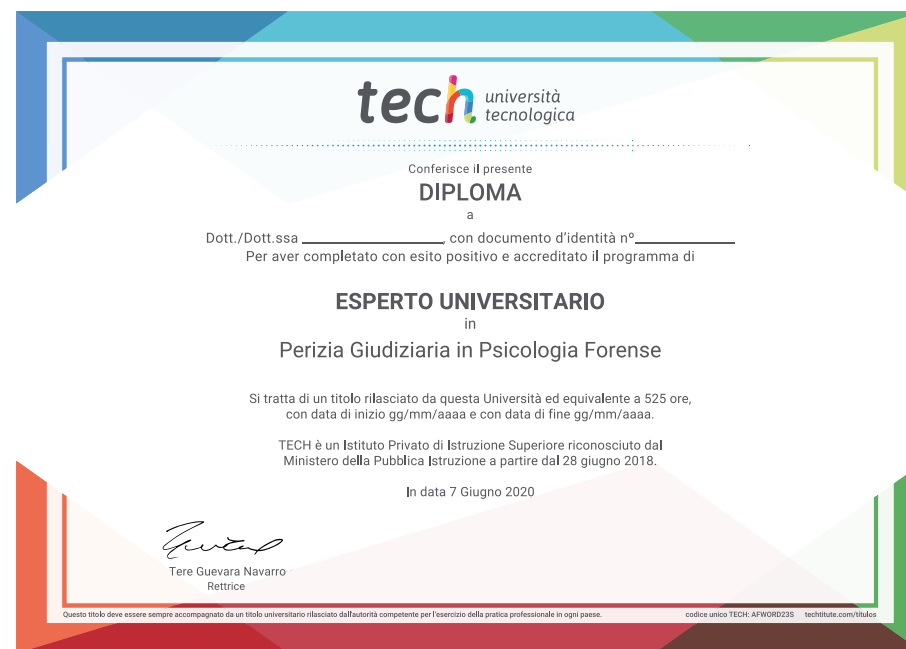 tech università
tecnologica
Conferisce il presente
DIPLOMA
a
Dott./Dott.ssa ____________________, con documento d'identità nº______________
Per aver completato con esito positivo e accreditato il programma di
ESPERTO UNIVERSITARIO
in
Perizia Giudiziaria in Psicologia Forense
Si tratta di un titolo rilasciato da questa Università ed equivalente a 525 ore,
con data di inizio gg/mm/aaaa e con data di fine gg/mm/aaaa.
TECH è un Istituto Privato di Istruzione Superiore riconosciuto dal
Ministero della Pubblica Istruzione a partire dal 28 giugno 2018.
In data 7 Giugno 2020
Tere Guevara Navarro
Rettrice
Questo titolo deve essere sempre accompagnato da un titolo universitario rilasciato dall'autorità competente per l'esercizio della pratica professionale in ogni paese. codice unico TECH: AFWORD23S techtitute.com/titulos